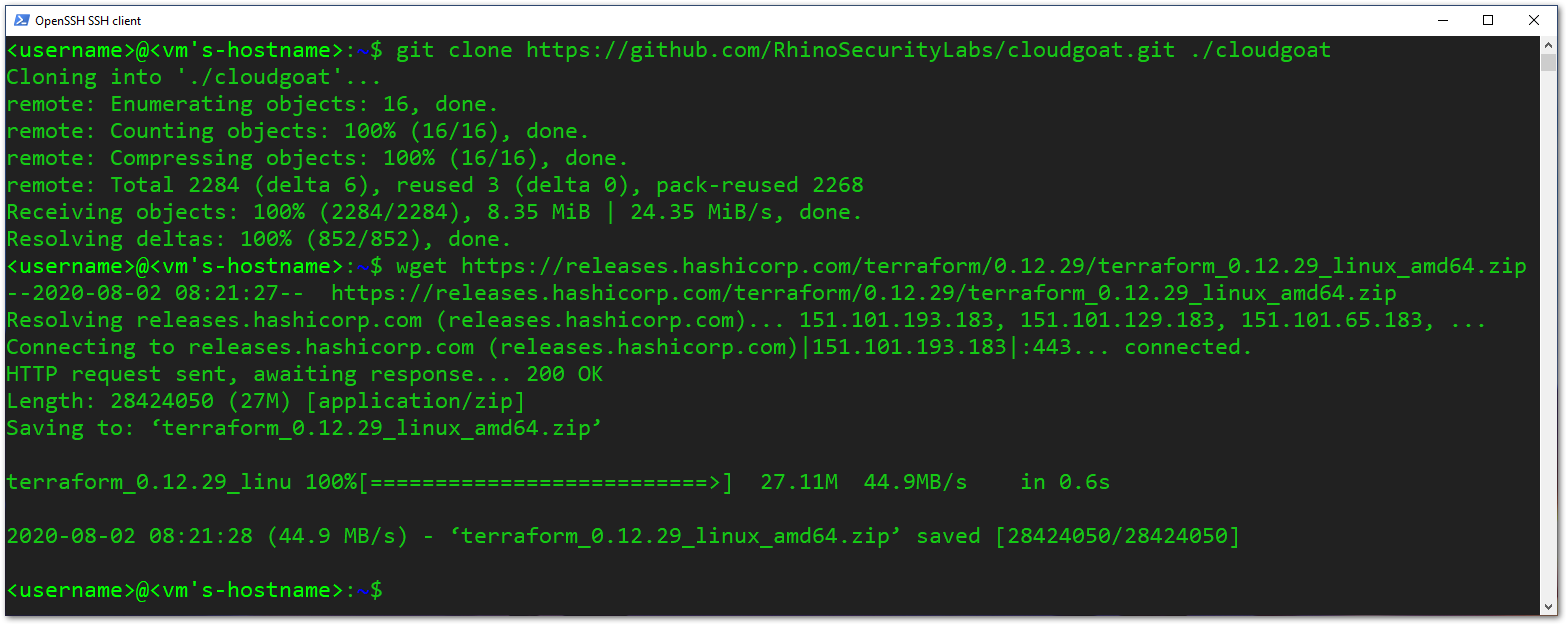 OpenSSH SSH client
<username>@<vm's-hostname>:~$ git clone https://github.com/RhinoSecurityLabs/cloudgoat.git ./cloudgoat
Cloning into './cloudgoat'...
remote: Enumerating objects: 16, done.
remote: Counting objects: 100% (16/16), done.
remote: Compressing objects: 100% (16/16), done.
remote: Total 2284 (delta 6), reused 3 (delta 0), pack-reused 2268
Receiving objects: 100% (2284/2284), 8.35 MiB | 24.35 MiB/s, done.
Resolving deltas: 100% (852/852), done.
<username>@<vm's-hostname>:~$ wget https://releases.hashicorp.com/terraform/0.12.29/terraform_0.12.29_linux_amd64.zip
--2020-08-02 08:21:27--  https://releases.hashicorp.com/terraform/0.12.29/terraform_0.12.29_linux_amd64.zip
Resolving releases.hashicorp.com (releases.hashicorp.com)... 151.101.193.183, 151.101.129.183, 151.101.65.183, ...
Connecting to releases.hashicorp.com (releases.hashicorp.com)|151.101.193.183|:443... connected.
HTTP request sent, awaiting response... 200 OK
Length: 28424050 (27M) [application/zip]
Saving to: ‘terraform_0.12.29_linux_amd64.zip’
terraform_0.12.29_linu 100%[==========================>]  27.11M  44.9MB/s    in 0.6s
2020-08-02 08:21:28 (44.9 MB/s) - ‘terraform_0.12.29_linux_amd64.zip’ saved [28424050/28424050]
<username>@<vm's-hostname>:~$